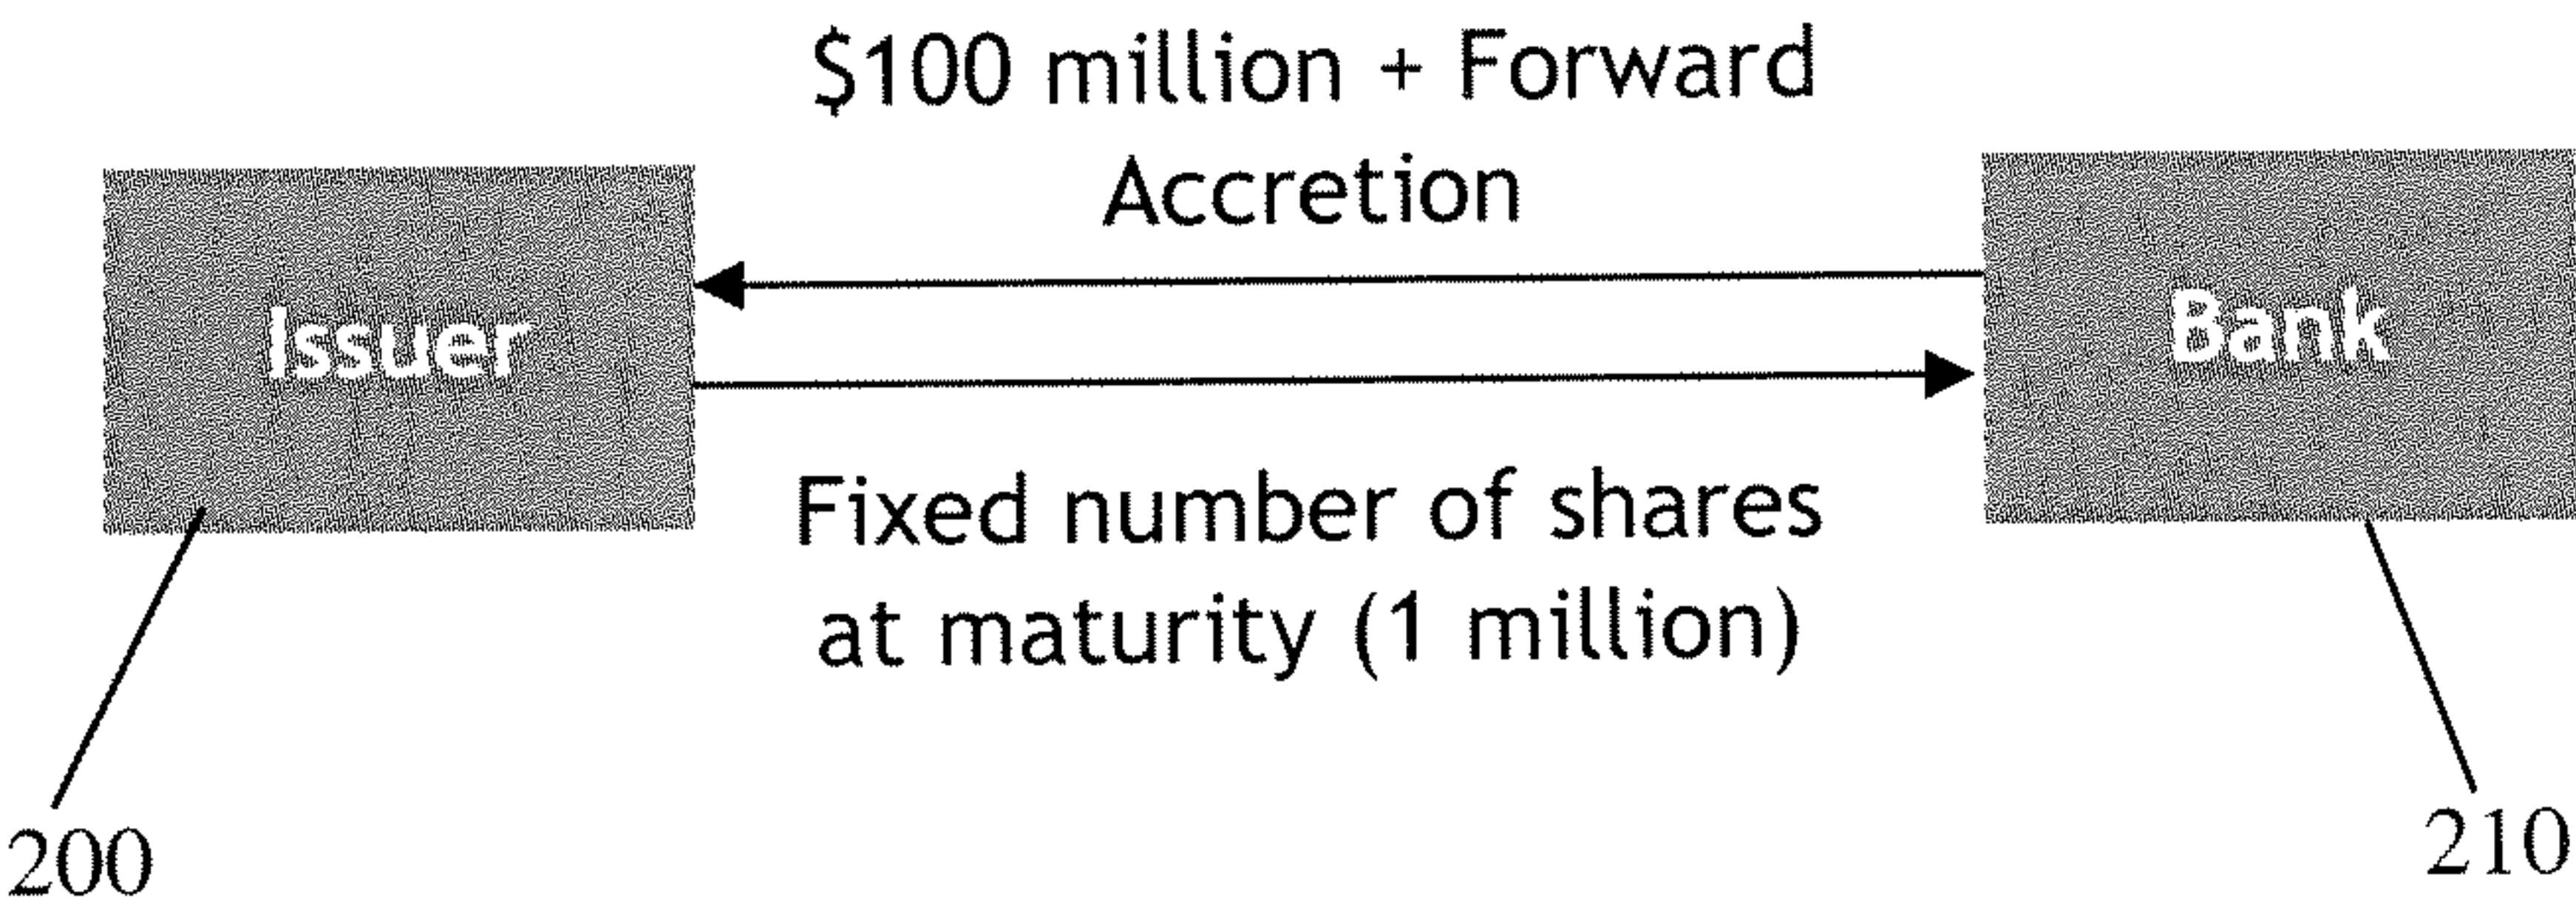 $100 million + Forward
Accretion
Issuer
Bank
Fixed number of shares
at maturity (1 million)
200
210